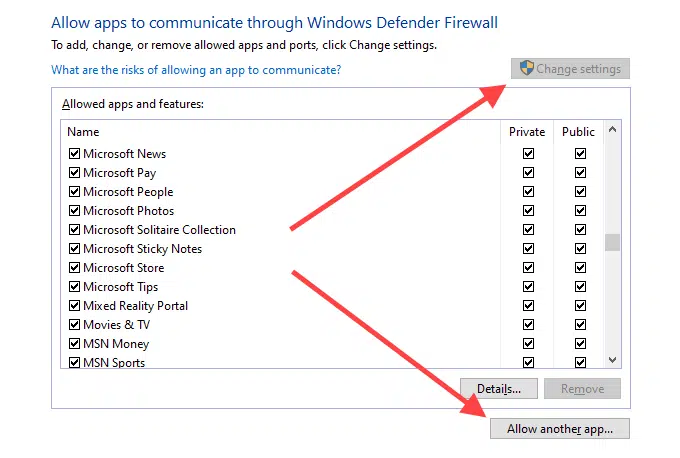 Allow apps to communicate through Windows Defender Firewall
To add, change, or remove allowed apps and ports, click Change settings.
What are the risks of allowing an app to communicate?
Change settings
Allowed apps and features:
Name Private Public
Microsoft News
Microsoft Pay
Microsoft People
Microsoft Photos
Microsoft Solitaire Collection
Microsoft Sticky Notes
Microsoft Store
Microsoft Tips
Mixed Reality Portal
Movies & TV
MSN Money
MSN Sports
Details... Remove
Allow another app...